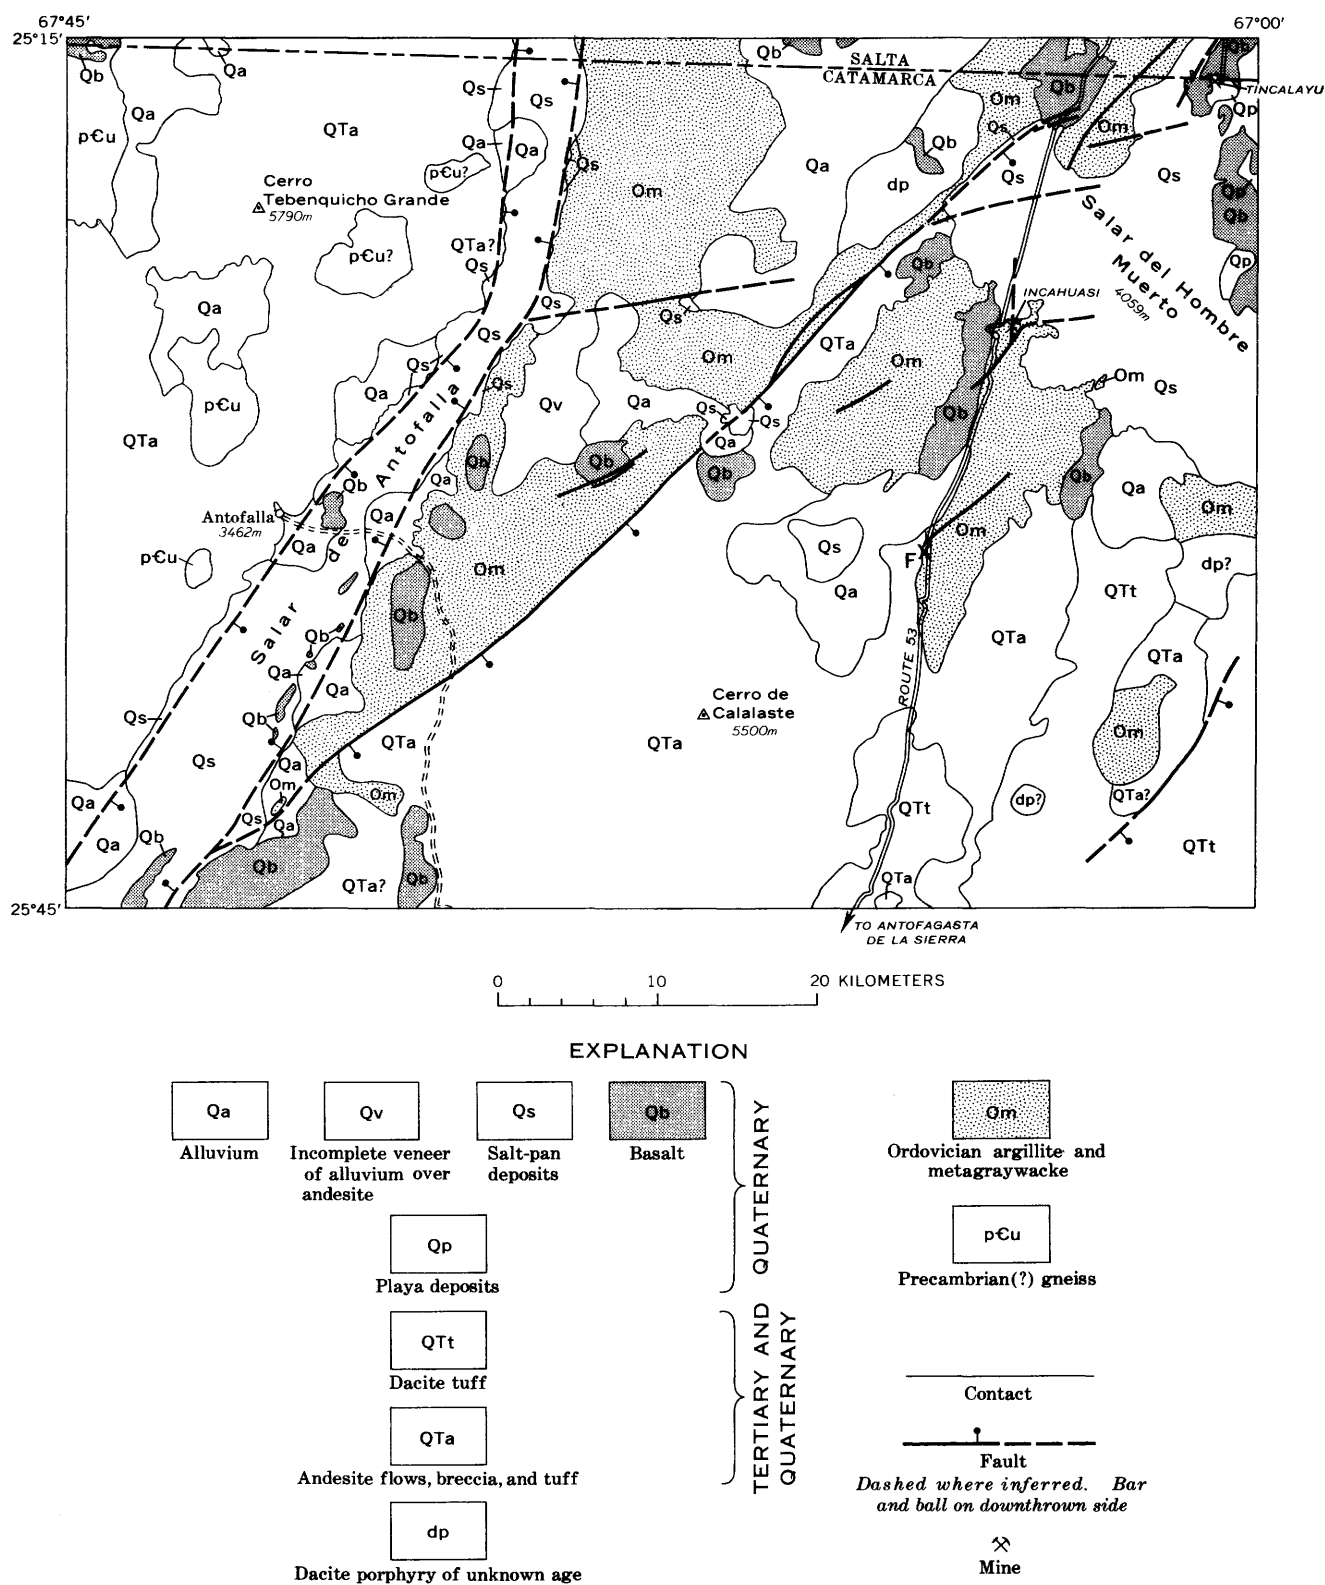 67°45′
67°00′
25°15′
Qb
Qa
Qs
Qb
SALTA
CATAMARCA
Qb
Qb
TINCALAYU
Qa
Qs
Om
Qp
pЄu
QTa
Qa
Qa
Qs
Om
Qb
pЄu?
Qs
Om
Qa
dp
Qs
Qs
Cerro
Tebenquicho Grande
5790m
Qp
Qb
pЄu?
QTa?
Qs
Qb
Qp
Salar del Hombre
Muerto
4059m
INCAHUASI
Qa
Qs
Qs
Qs
QTa
Om
Om
Qs
Qa
Qs
Om
Qs
pЄu
Qv
Qa
Qs
Qs
Qb
QTa
Qa
Qb
Qb
Qb
Qb
Qa
Qb
Qa
Om
Antofalla
3462m
Qa
Salar de Antofalla
Qa
Om
Qs
Om
F
pЄu
dp?
Qb
Qa
QTt
Qb
QTa
ROUTE 53
QTa
Qa
Qa
Cerro de
Calalaste
5500m
Qs
Qb
Om
QTa
QTa
Qs
Qa
Qa
Om
Om
dp?
QTa?
QTt
Qs
Qa
Qa
Qb
QTt
Qb
QTa?
Qb
QTa
25°45′
TO ANTOFAGASTA
DE LA SIERRA
0 10 20 KILOMETERS
EXPLANATION
Qa
Qv
Qs
Qb
Om
Alluvium
Incomplete veneer
of alluvium over
andesite
Salt-pan
deposits
Basalt
QUATERNARY
Ordovician argillite and
metagraywacke
Qp
Playa deposits
pЄu
Precambrian(?) gneiss
QTt
Dacite tuff
TERTIARY AND
QUATERNARY
QTa
Andesite flows, breccia, and tuff
dp
Dacite porphyry of unknown age
Contact
Fault
Dashed where inferred. Bar
and ball on downthrown side
Mine